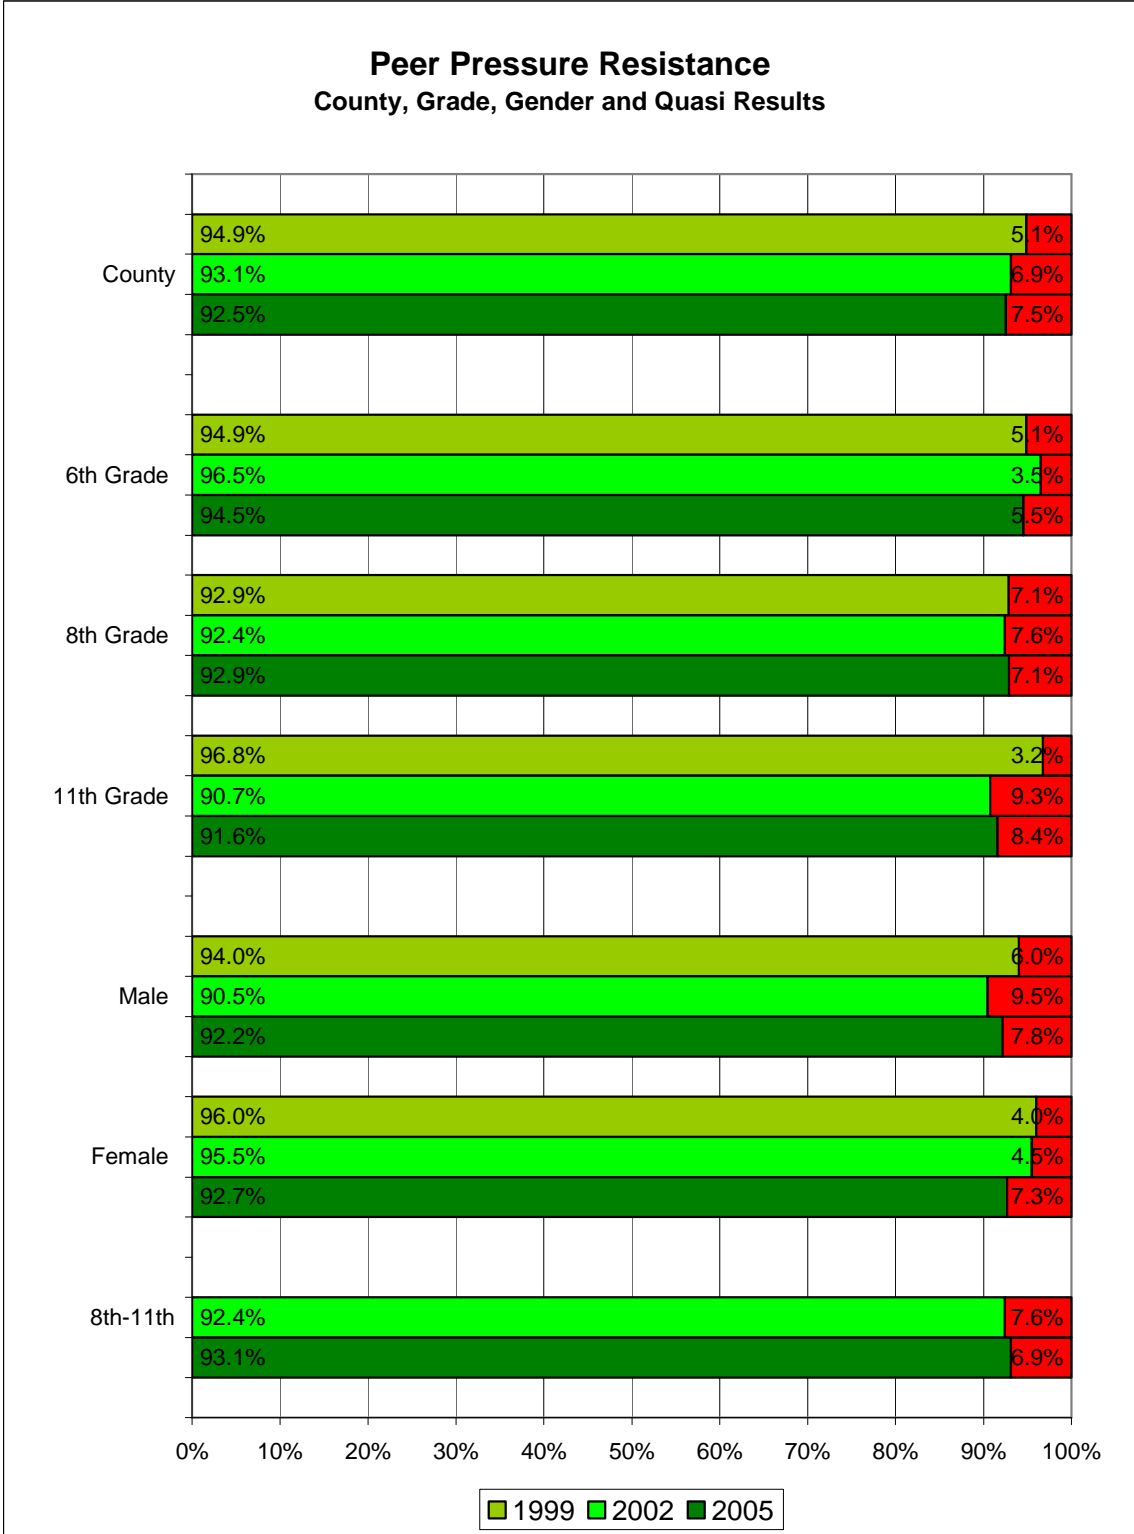 Peer Pressure Resistance
County, Grade, Gender and Quasi Results
94.9% 5.1%
County 93.1% 6.9%
92.5% 7.5%
94.9% 5.1%
6th Grade 96.5% 3.5%
94.5% 5.5%
92.9% 7.1%
8th Grade 92.4% 7.6%
92.9% 7.1%
96.8% 3.2%
11th Grade 90.7% 9.3%
91.6% 8.4%
94.0% 6.0%
Male 90.5% 9.5%
92.2% 7.8%
96.0% 4.0%
Female 95.5% 4.5%
92.7% 7.3%
8th-11th 92.4% 7.6%
93.1% 6.9%
0% 10% 20% 30% 40% 50% 60% 70% 80% 90% 100%
1999 2002 2005